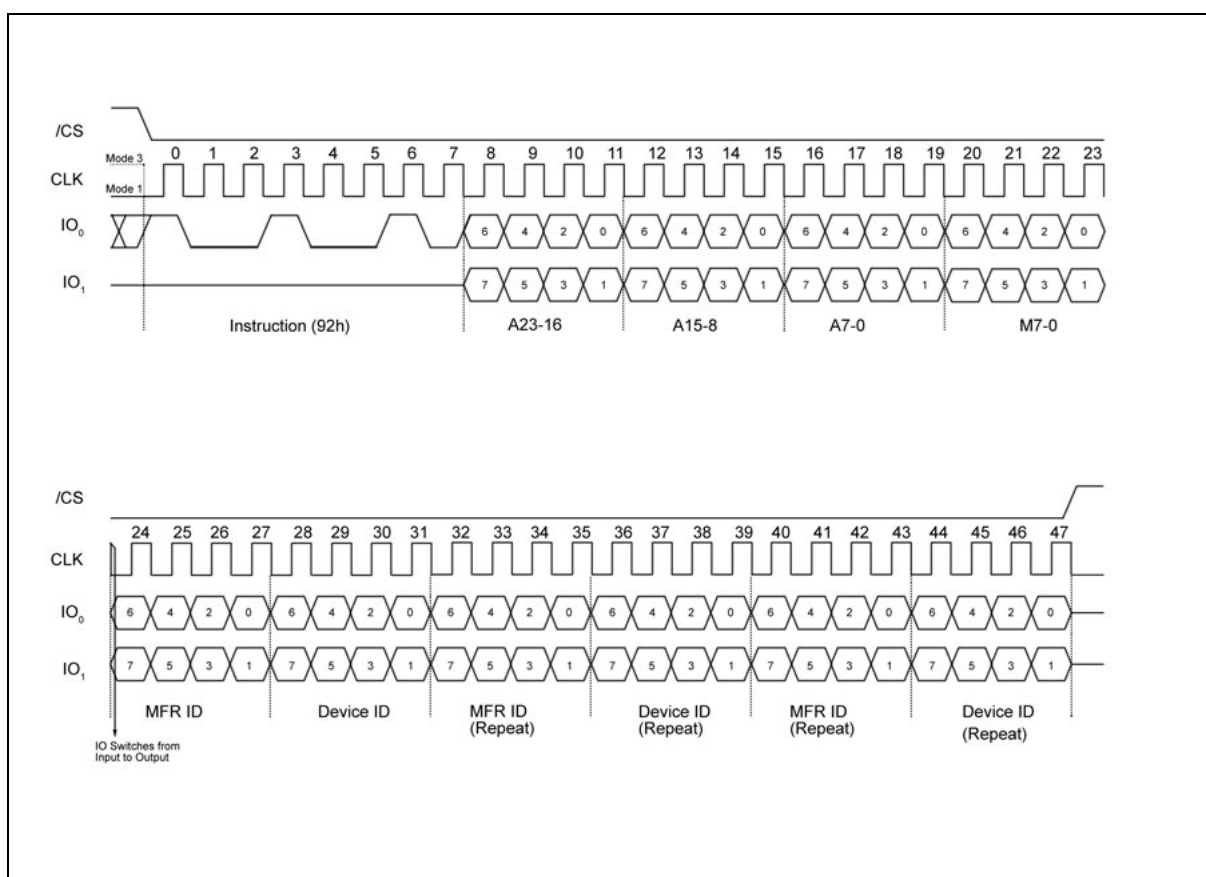 /CS
Mode 3
0 1 2 3 4 5 6 7 8 9 10 11 12 13 14 15 16 17 18 19 20 21 22 23
CLK
Mode 1
IO0 6 4 2 0 6 4 2 0 6 4 2 0 6 4 2 0
IO1 7 5 3 1 7 5 3 1 7 5 3 1 7 5 3 1
Instruction (92h) A23-16 A15-8 A7-0 M7-0
/CS
24 25 26 27 28 29 30 31 32 33 34 35 36 37 38 39 40 41 42 43 44 45 46 47
CLK
IO0 6 4 2 0 6 4 2 0 6 4 2 0 6 4 2 0 6 4 2 0 6 4 2 0
IO1 7 5 3 1 7 5 3 1 7 5 3 1 7 5 3 1 7 5 3 1 7 5 3 1
MFR ID Device ID MFR ID Device ID MFR ID Device ID
(Repeat) (Repeat) (Repeat) (Repeat)
IO Switches from
Input to Output